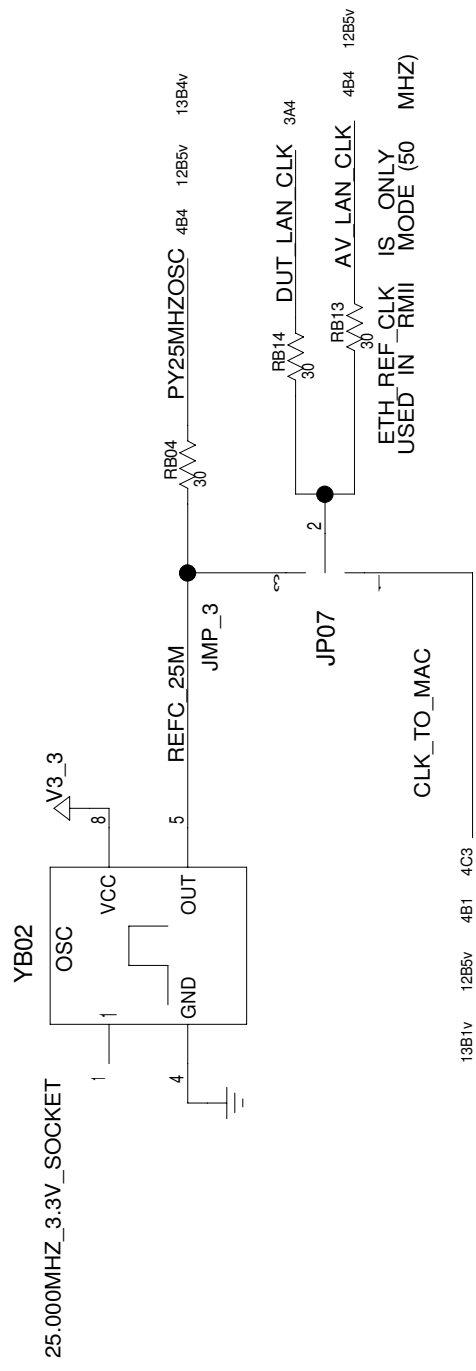 25.000MHZ_3.3V_SOCKET
YB02
OSC
1
1
VCC
8
V3_3
4
GND
OUT
5
REFC_25M
JMP_3
RB04
30
PY25MHZOSC
4B4 12B5v 13B4v
3
2
1
JP07
RB14
30
DUT_LAN_CLK
3A4
RB13
30
AV_LAN_CLK
4B4 12B5v
ETH_REF_CLK IS ONLY
USED IN RMII MODE (50 MHZ)
CLK_TO_MAC
13B1v 12B5v 4B1 4C3